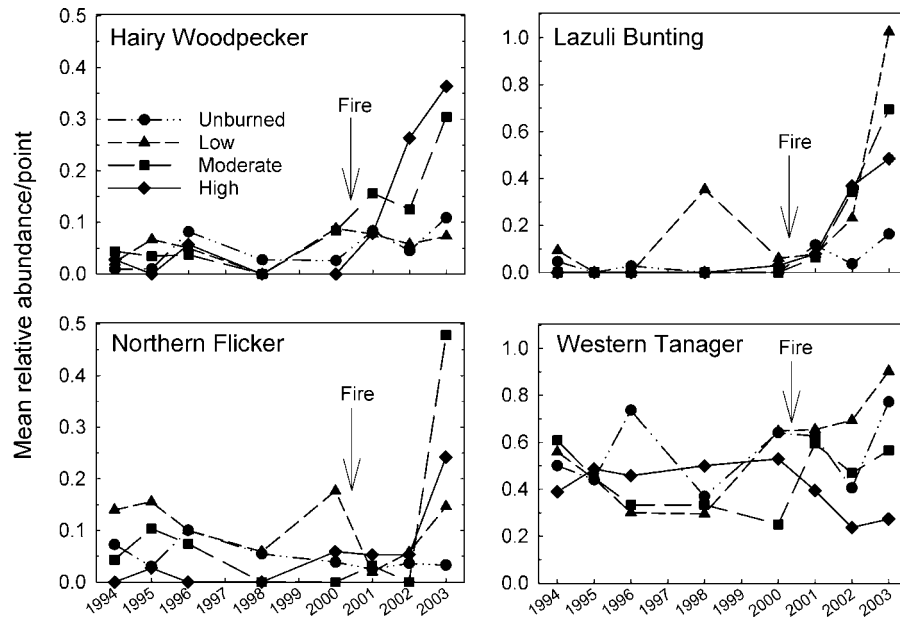 Mean relative abundance/point
Hairy Woodpecker
0.5
0.4
0.3
0.2
0.1
0.0
Unburned
Low
Moderate
High
Fire
Lazuli Bunting
1.0
0.8
0.6
0.4
0.2
0.0
Fire
Northern Flicker
0.5
0.4
0.3
0.2
0.1
0.0
Fire
1994 1995 1996 1997 1998 1999 2000 2001 2002 2003
Western Tanager
1.0
0.8
0.6
0.4
0.2
0.0
Fire
1994 1995 1996 1997 1998 1999 2000 2001 2002 2003